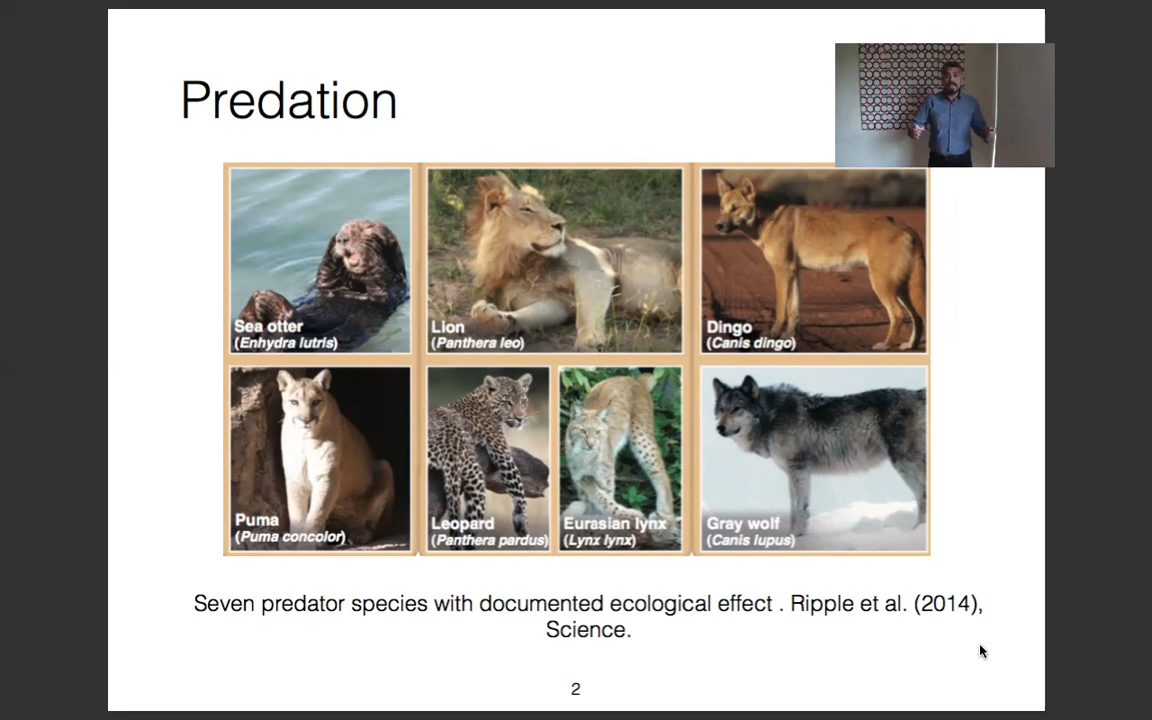 Predation
Sea otter
(Enhydra lutris)
Lion
(Panthera leo)
Dingo
(Canis dingo)
Puma
(Puma concolor)
Leopard
(Panthera pardus)
Eurasian lynx
(Lynx lynx)
Gray wolf
(Canis lupus)
Seven predator species with documented ecological effect . Ripple et al. (2014),
Science.
2